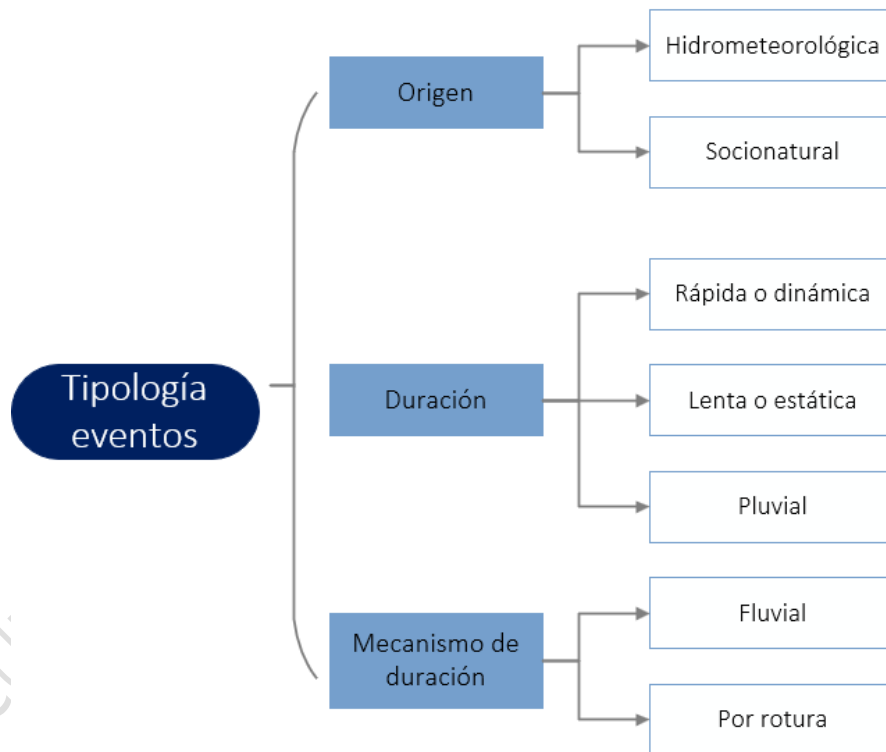 Hidrometeorológica
Origen
Socionatural
Rápida o dinámica
Tipología
eventos
Duración
Lenta o estática
Pluvial
Fluvial
Mecanismo de
duración
Por rotura